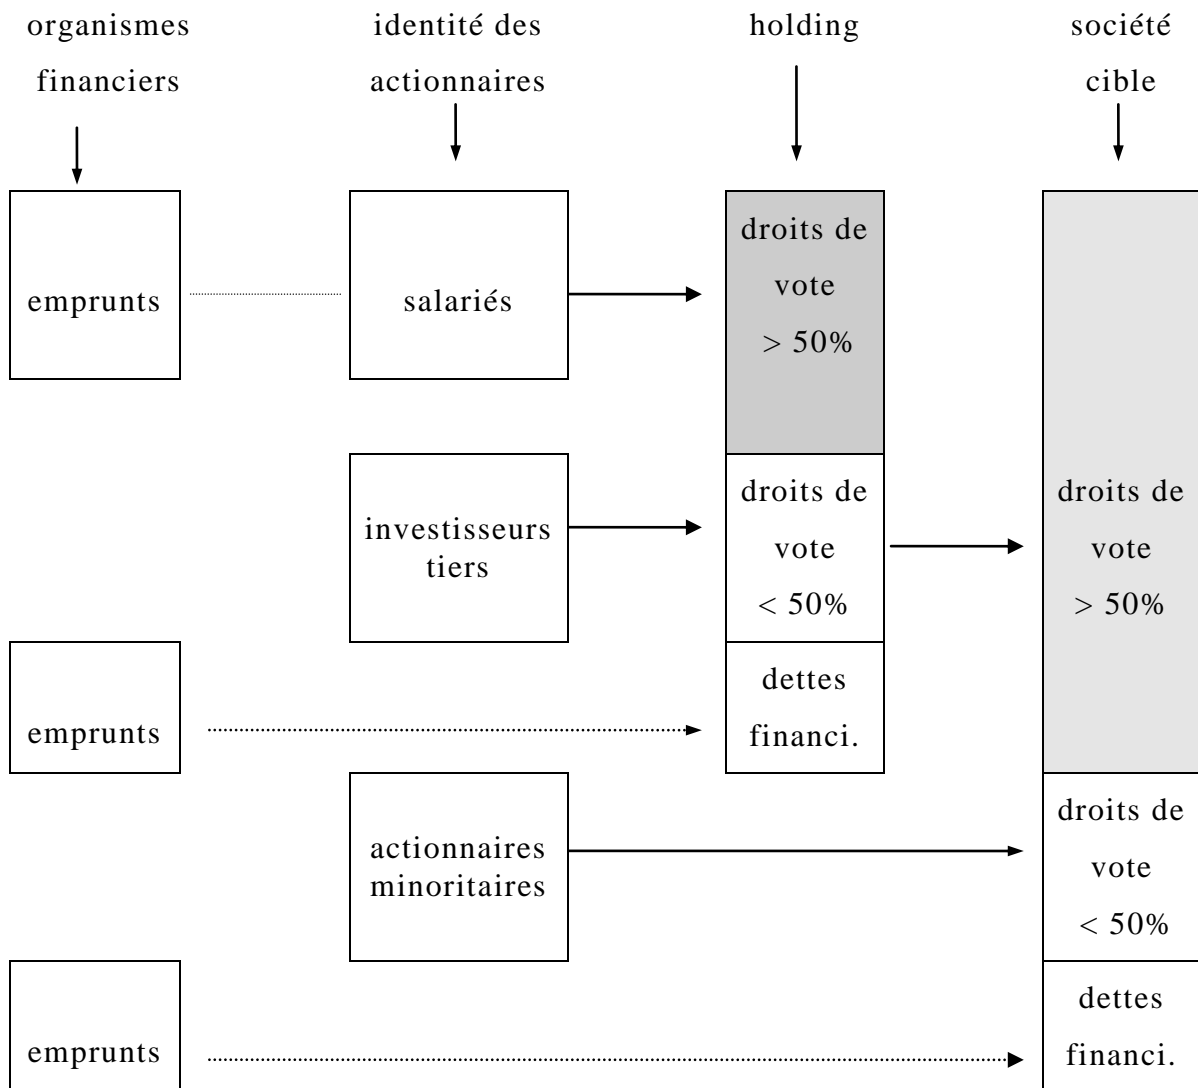 organismes
financiers
identité des
actionnaires
holding
société
cible
emprunts
salariés
droits de
vote
> 50%
investisseurs
tiers
droits de
vote
< 50%
droits de
vote
> 50%
emprunts
dettes
financi.
actionnaires
minoritaires
droits de
vote
< 50%
emprunts
dettes
financi.